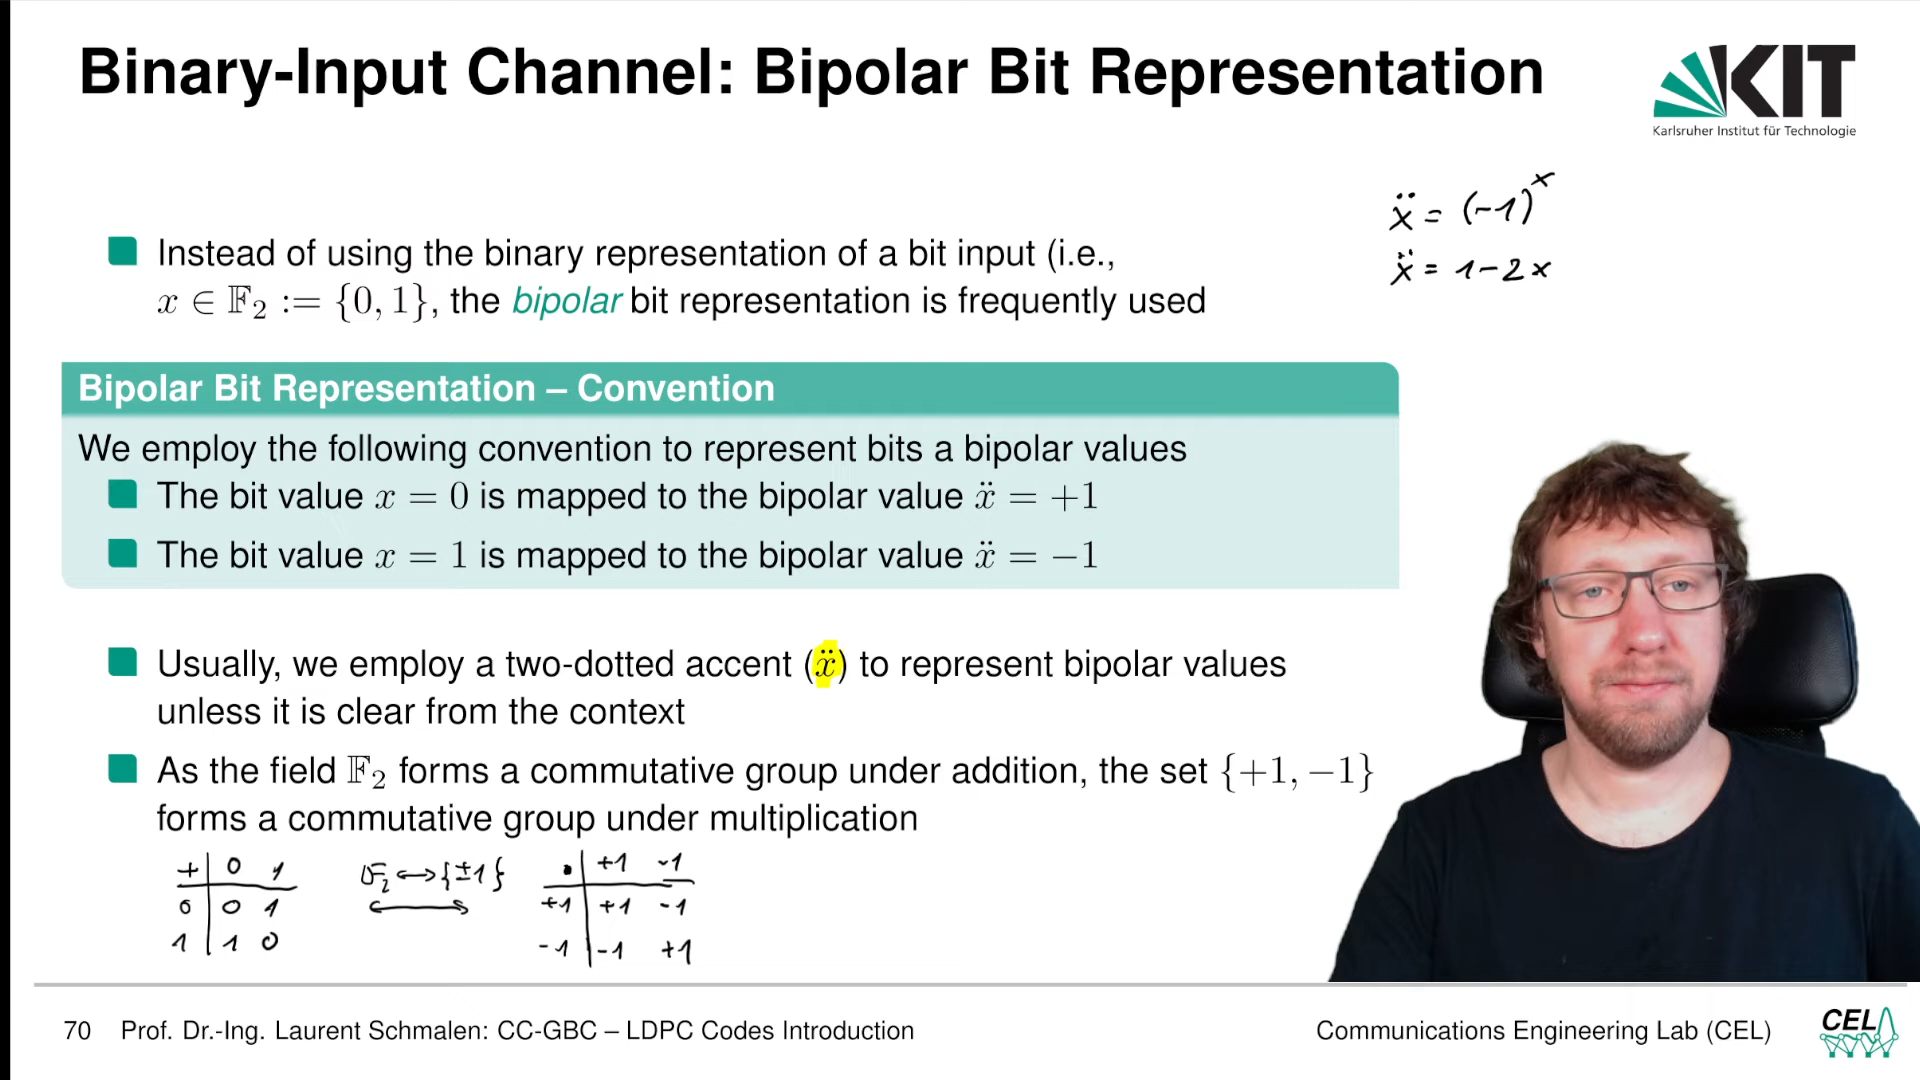 Binary-Input Channel: Bipolar Bit Representation
KIT
Karlsruher Institut für Technologie
ẍ = (-1)^x
ẍ = 1-2x
Instead of using the binary representation of a bit input (i.e.,
x ∈ 𝔽₂ := {0, 1}, the bipolar bit representation is frequently used
Bipolar Bit Representation – Convention
We employ the following convention to represent bits a bipolar values
The bit value x = 0 is mapped to the bipolar value ẍ = +1
The bit value x = 1 is mapped to the bipolar value ẍ = −1
Usually, we employ a two-dotted accent (ẍ) to represent bipolar values
unless it is clear from the context
As the field 𝔽₂ forms a commutative group under addition, the set {+1, −1}
forms a commutative group under multiplication
+ | 0 1
0 | 0 1
1 | 1 0
𝔽₂ ↔ {±1}
· | +1 -1
+1 | +1 -1
-1 | -1 +1
70 Prof. Dr.-Ing. Laurent Schmalen: CC-GBC – LDPC Codes Introduction
Communications Engineering Lab (CEL)
CEL